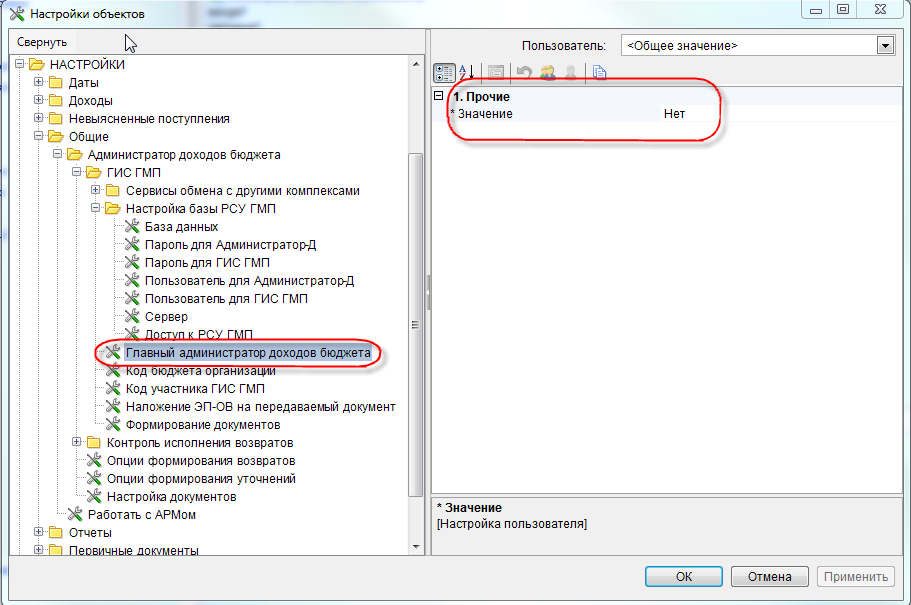 Настройки объектов
Свернуть
Пользователь: <Общее значение>
НАСТРОЙКИ
Даты
Доходы
Невыясненные поступления
Общие
Администратор доходов бюджета
ГИС ГМП
Сервисы обмена с другими комплексами
Настройка базы РСУ ГМП
База данных
Пароль для Администратор-Д
Пароль для ГИС ГМП
Пользователь для Администратор-Д
Пользователь для ГИС ГМП
Сервер
Доступ к РСУ ГМП
Главный администратор доходов бюджета
Код бюджета организации
Код участника ГИС ГМП
Наложение ЭП-ОВ на передаваемый документ
Формирование документов
Контроль исполнения возвратов
Опции формирования возвратов
Опции формирования уточнений
Настройка документов
Работать с АРМом
Отчеты
Первичные документы
1. Прочие
* Значение Нет
* Значение
[Настройка пользователя]
ОК Отмена Применить